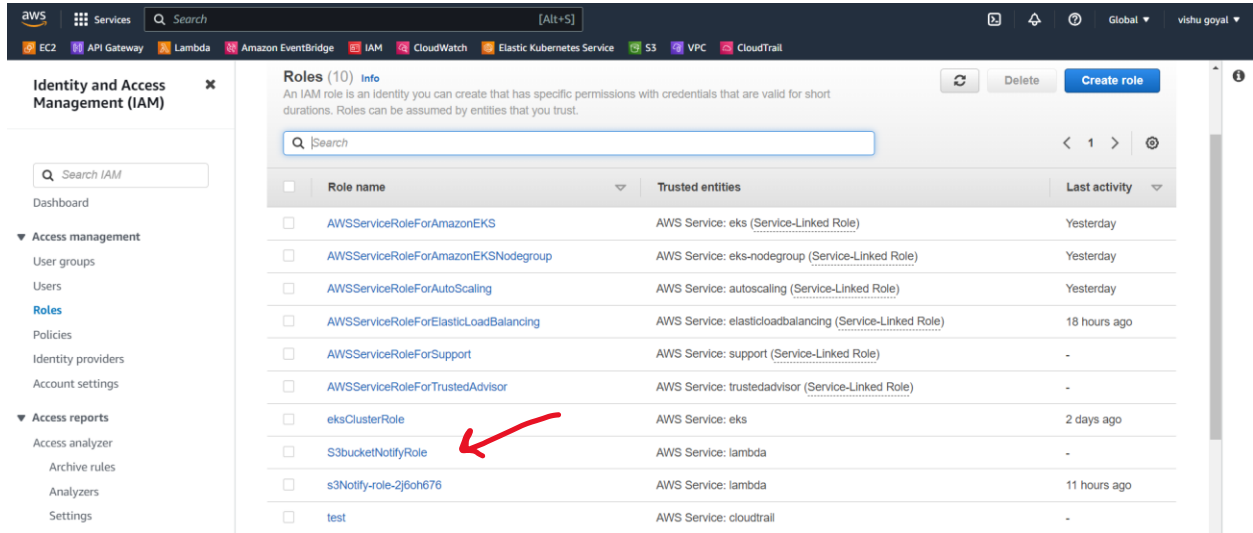 aws Services Search [Alt+S] Global vishu goyal
EC2 API Gateway Lambda Amazon EventBridge IAM CloudWatch Elastic Kubernetes Service S3 VPC CloudTrail
Identity and Access
Management (IAM)
Search IAM
Dashboard
Access management
User groups
Users
Roles
Policies
Identity providers
Account settings
Access reports
Access analyzer
Archive rules
Analyzers
Settings
Roles (10) Info
Delete Create role
An IAM role is an identity you can create that has specific permissions with credentials that are valid for short
durations. Roles can be assumed by entities that you trust.
Search
1
Role name Trusted entities Last activity
AWSServiceRoleForAmazonEKS AWS Service: eks (Service-Linked Role) Yesterday
AWSServiceRoleForAmazonEKSNodegroup AWS Service: eks-nodegroup (Service-Linked Role) Yesterday
AWSServiceRoleForAutoScaling AWS Service: autoscaling (Service-Linked Role) Yesterday
AWSServiceRoleForElasticLoadBalancing AWS Service: elasticloadbalancing (Service-Linked Role) 18 hours ago
AWSServiceRoleForSupport AWS Service: support (Service-Linked Role) -
AWSServiceRoleForTrustedAdvisor AWS Service: trustedadvisor (Service-Linked Role) -
eksClusterRole AWS Service: eks 2 days ago
S3bucketNotifyRole AWS Service: lambda -
s3Notify-role-2j6oh676 AWS Service: lambda 11 hours ago
test AWS Service: cloudtrail -